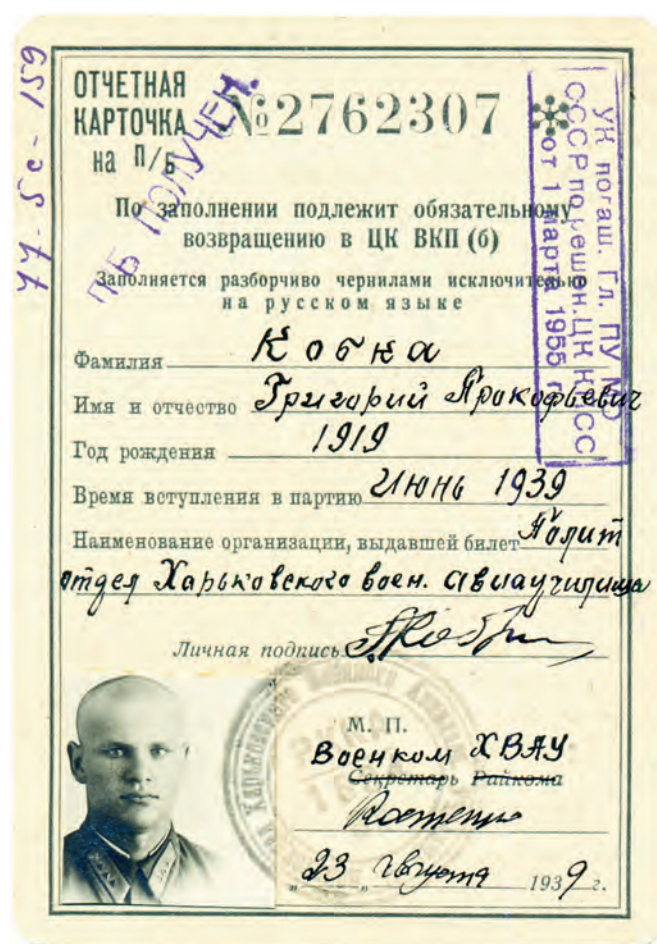 77-5с-159
ОТЧЕТНАЯ
КАРТОЧКА
на П/Б
№2762307
П/Б ПОЛУЧЕН.
УК погаш. Гл. ПУ МО
СССР по решен. ЦК КПСС
от 1 марта 1955 г.
По заполнении подлежит обязательному
возвращению в ЦК ВКП (б)
Заполняется разборчиво чернилами исключительно
на русском языке
Фамилия Кобка
Имя и отчество Григорий Прокофьевич
Год рождения 1919
Время вступления в партию Июнь 1939
Наименование организации, выдавшей билет Полит
отдел Харьковского воен. авиаучилища
Личная подпись
М. П.
Военком ХВАУ
Секретарь Райкома
„23„ августа 1939 г.